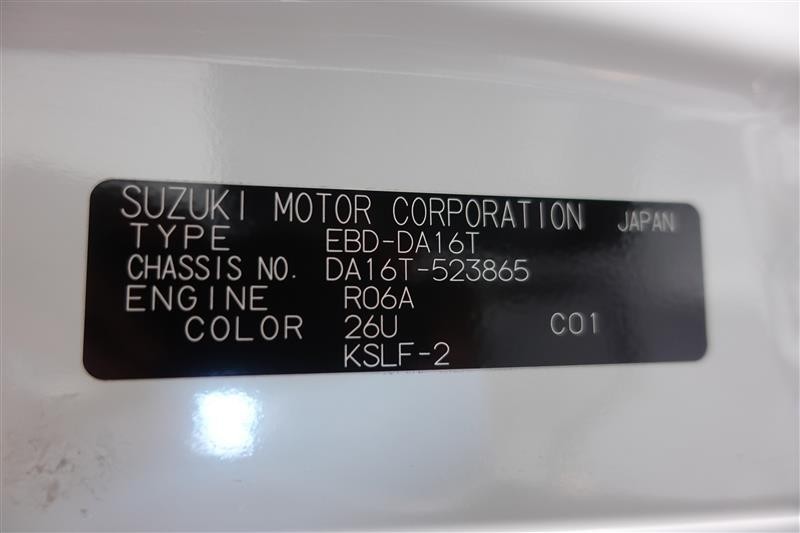 SUZUKI MOTOR CORPORATION JAPAN
TYPE EBD-DA16T
CHASSIS NO. DA16T-523865
ENGINE R06A
COLOR 26U C01
KSLF-2